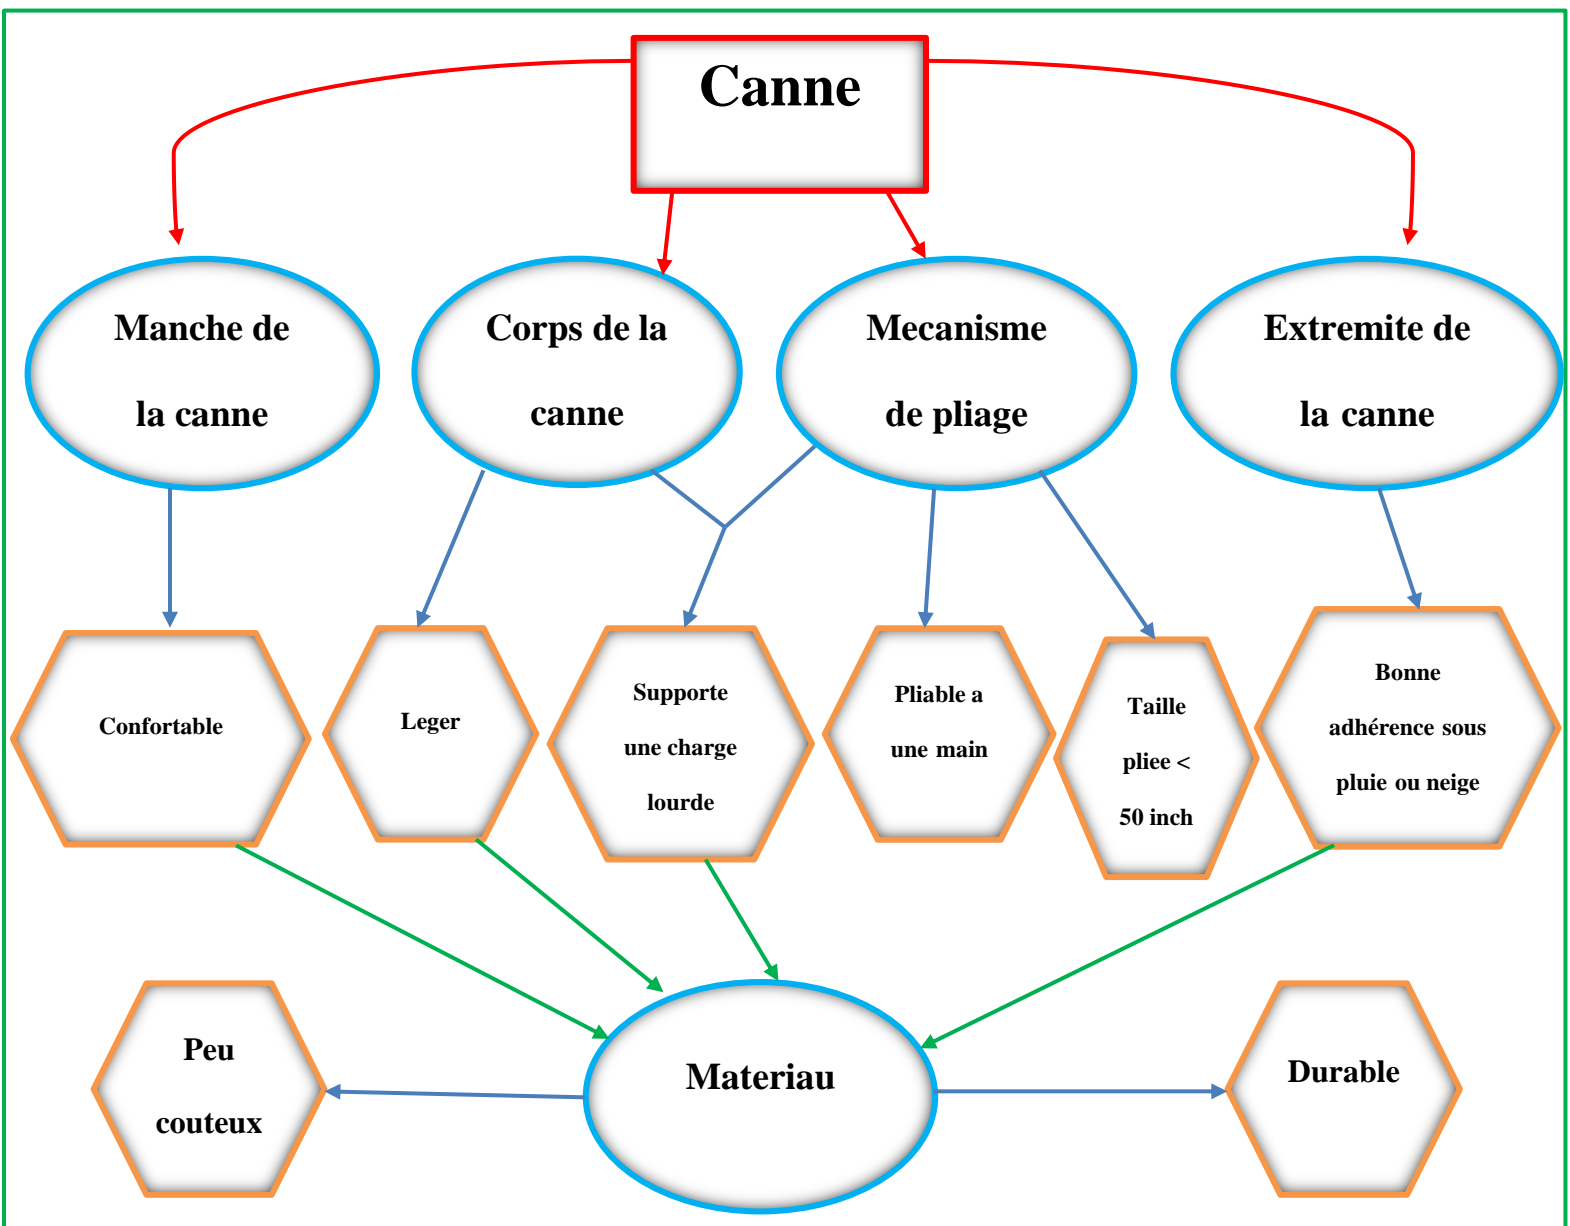 Canne
Manche de
la canne
Corps de la
canne
Mecanisme
de pliage
Extremite de
la canne
Confortable
Leger
Supporte
une charge
lourde
Pliable a
une main
Taille
pliee <
50 inch
Bonne
adhérence sous
pluie ou neige
Peu
couteux
Materiau
Durable